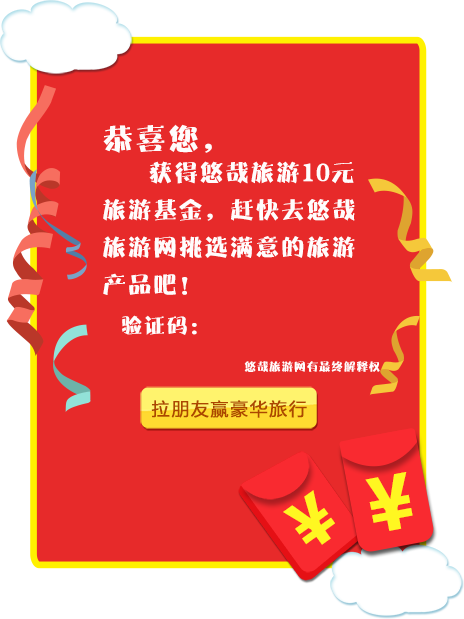 恭喜您，
获得悠哉旅游10元
旅游基金，赶快去悠哉
旅游网挑选满意的旅游
产品吧！
验证码：
悠哉旅游网有最终解释权
拉朋友赢豪华旅行
¥
¥